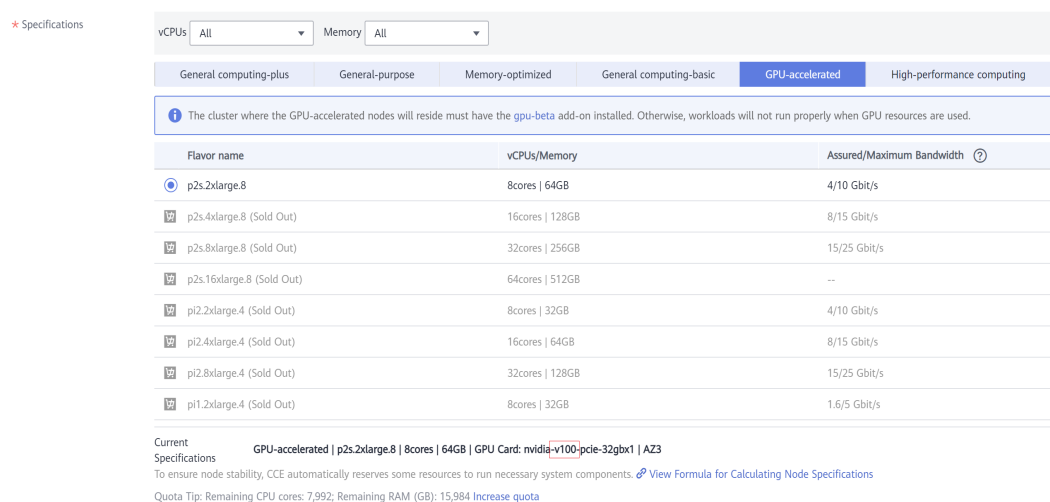 * Specifications
vCPUs All Memory All
General computing-plus General-purpose Memory-optimized General computing-basic GPU-accelerated High-performance computing
The cluster where the GPU-accelerated nodes will reside must have the gpu-beta add-on installed. Otherwise, workloads will not run properly when GPU resources are used.
Flavor name vCPUs/Memory Assured/Maximum Bandwidth ?
p2s.2xlarge.8 8cores | 64GB 4/10 Gbit/s
p2s.4xlarge.8 (Sold Out) 16cores | 128GB 8/15 Gbit/s
p2s.8xlarge.8 (Sold Out) 32cores | 256GB 15/25 Gbit/s
p2s.16xlarge.8 (Sold Out) 64cores | 512GB --
pi2.2xlarge.4 (Sold Out) 8cores | 32GB 4/10 Gbit/s
pi2.4xlarge.4 (Sold Out) 16cores | 64GB 8/15 Gbit/s
pi2.8xlarge.4 (Sold Out) 32cores | 128GB 15/25 Gbit/s
pi1.2xlarge.4 (Sold Out) 8cores | 32GB 1.6/5 Gbit/s
Current
Specifications
GPU-accelerated | p2s.2xlarge.8 | 8cores | 64GB | GPU Card: nvidia-v100-pcie-32gbx1 | AZ3
To ensure node stability, CCE automatically reserves some resources to run necessary system components. View Formula for Calculating Node Specifications
Quota Tip: Remaining CPU cores: 7,992; Remaining RAM (GB): 15,984 Increase quota